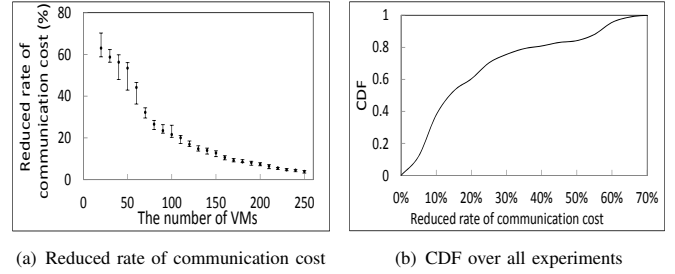 Reduced rate of
communication cost (%)
80
60
40
20
0
0 50 100 150 200 250
The number of VMs
(a) Reduced rate of communication cost
CDF
1
0.8
0.6
0.4
0.2
0
0% 10% 20% 30% 40% 50% 60% 70%
Reduced rate of communication cost
(b) CDF over all experiments